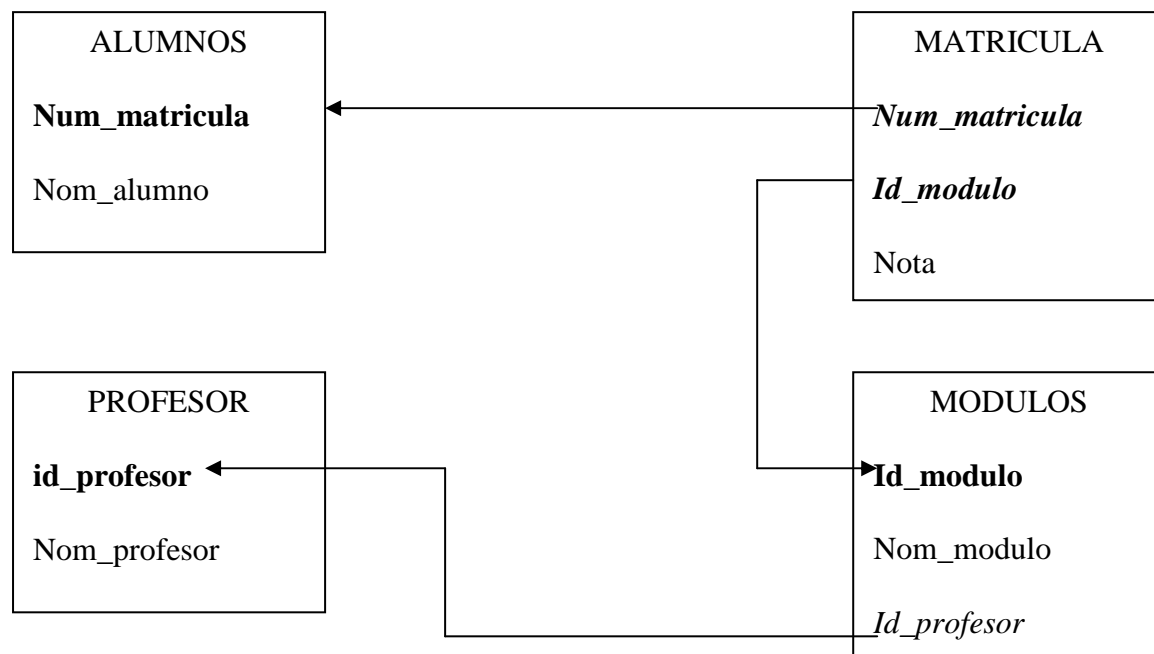 ALUMNOS
Num_matricula
Nom_alumno
MATRICULA
Num_matricula
Id_modulo
Nota
PROFESOR
id_profesor
Nom_profesor
MODULOS
Id_modulo
Nom_modulo
Id_profesor